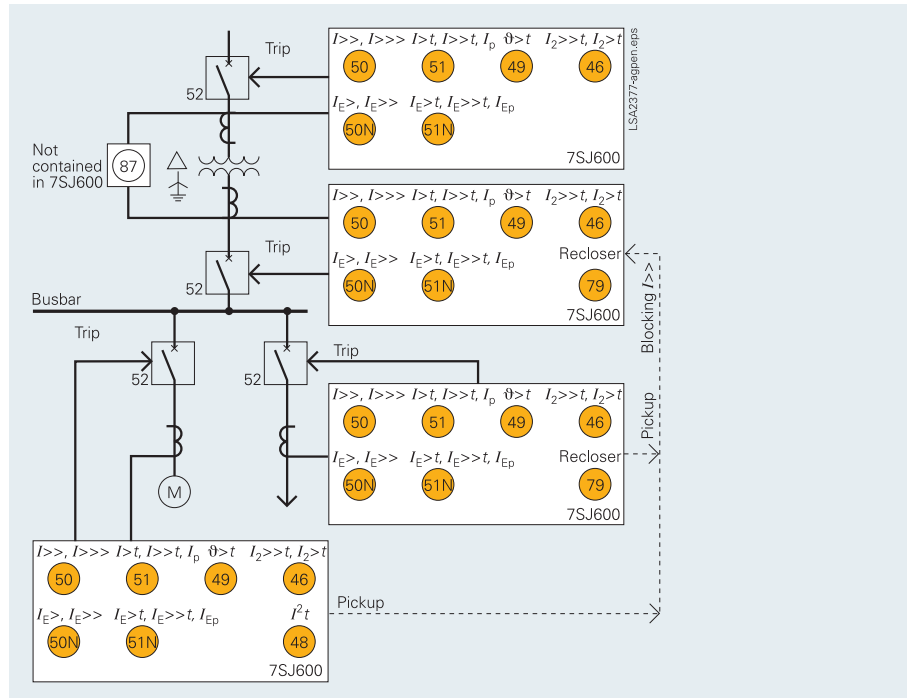 I>>, I>>> I>t, I>>t, Ip ϑ>t I2>>t, I2>t
Trip
50 51 49 46
52
IE>, IE>> IE>t, IE>>t, IEp
50N 51N
7SJ600
LSA2377-agpen.eps
Not
contained
in 7SJ600
87
I>>, I>>> I>t, I>>t, Ip ϑ>t I2>>t, I2>t
50 51 49 46
Trip
52
IE>, IE>> IE>t, IE>>t, IEp Recloser
50N 51N 79
7SJ600
Blocking I>>
Busbar
Trip
52
52
Trip
I>>, I>>> I>t, I>>t, Ip ϑ>t I2>>t, I2>t
50 51 49 46
IE>, IE>> IE>t, IE>>t, IEp Recloser
50N 51N 79
7SJ600
Pickup
M
I>>, I>>> I>t, I>>t, Ip ϑ>t I2>>t, I2>t
50 51 49 46
IE>, IE>> IE>t, IE>>t, IEp I²t
50N 51N 48
7SJ600
Pickup